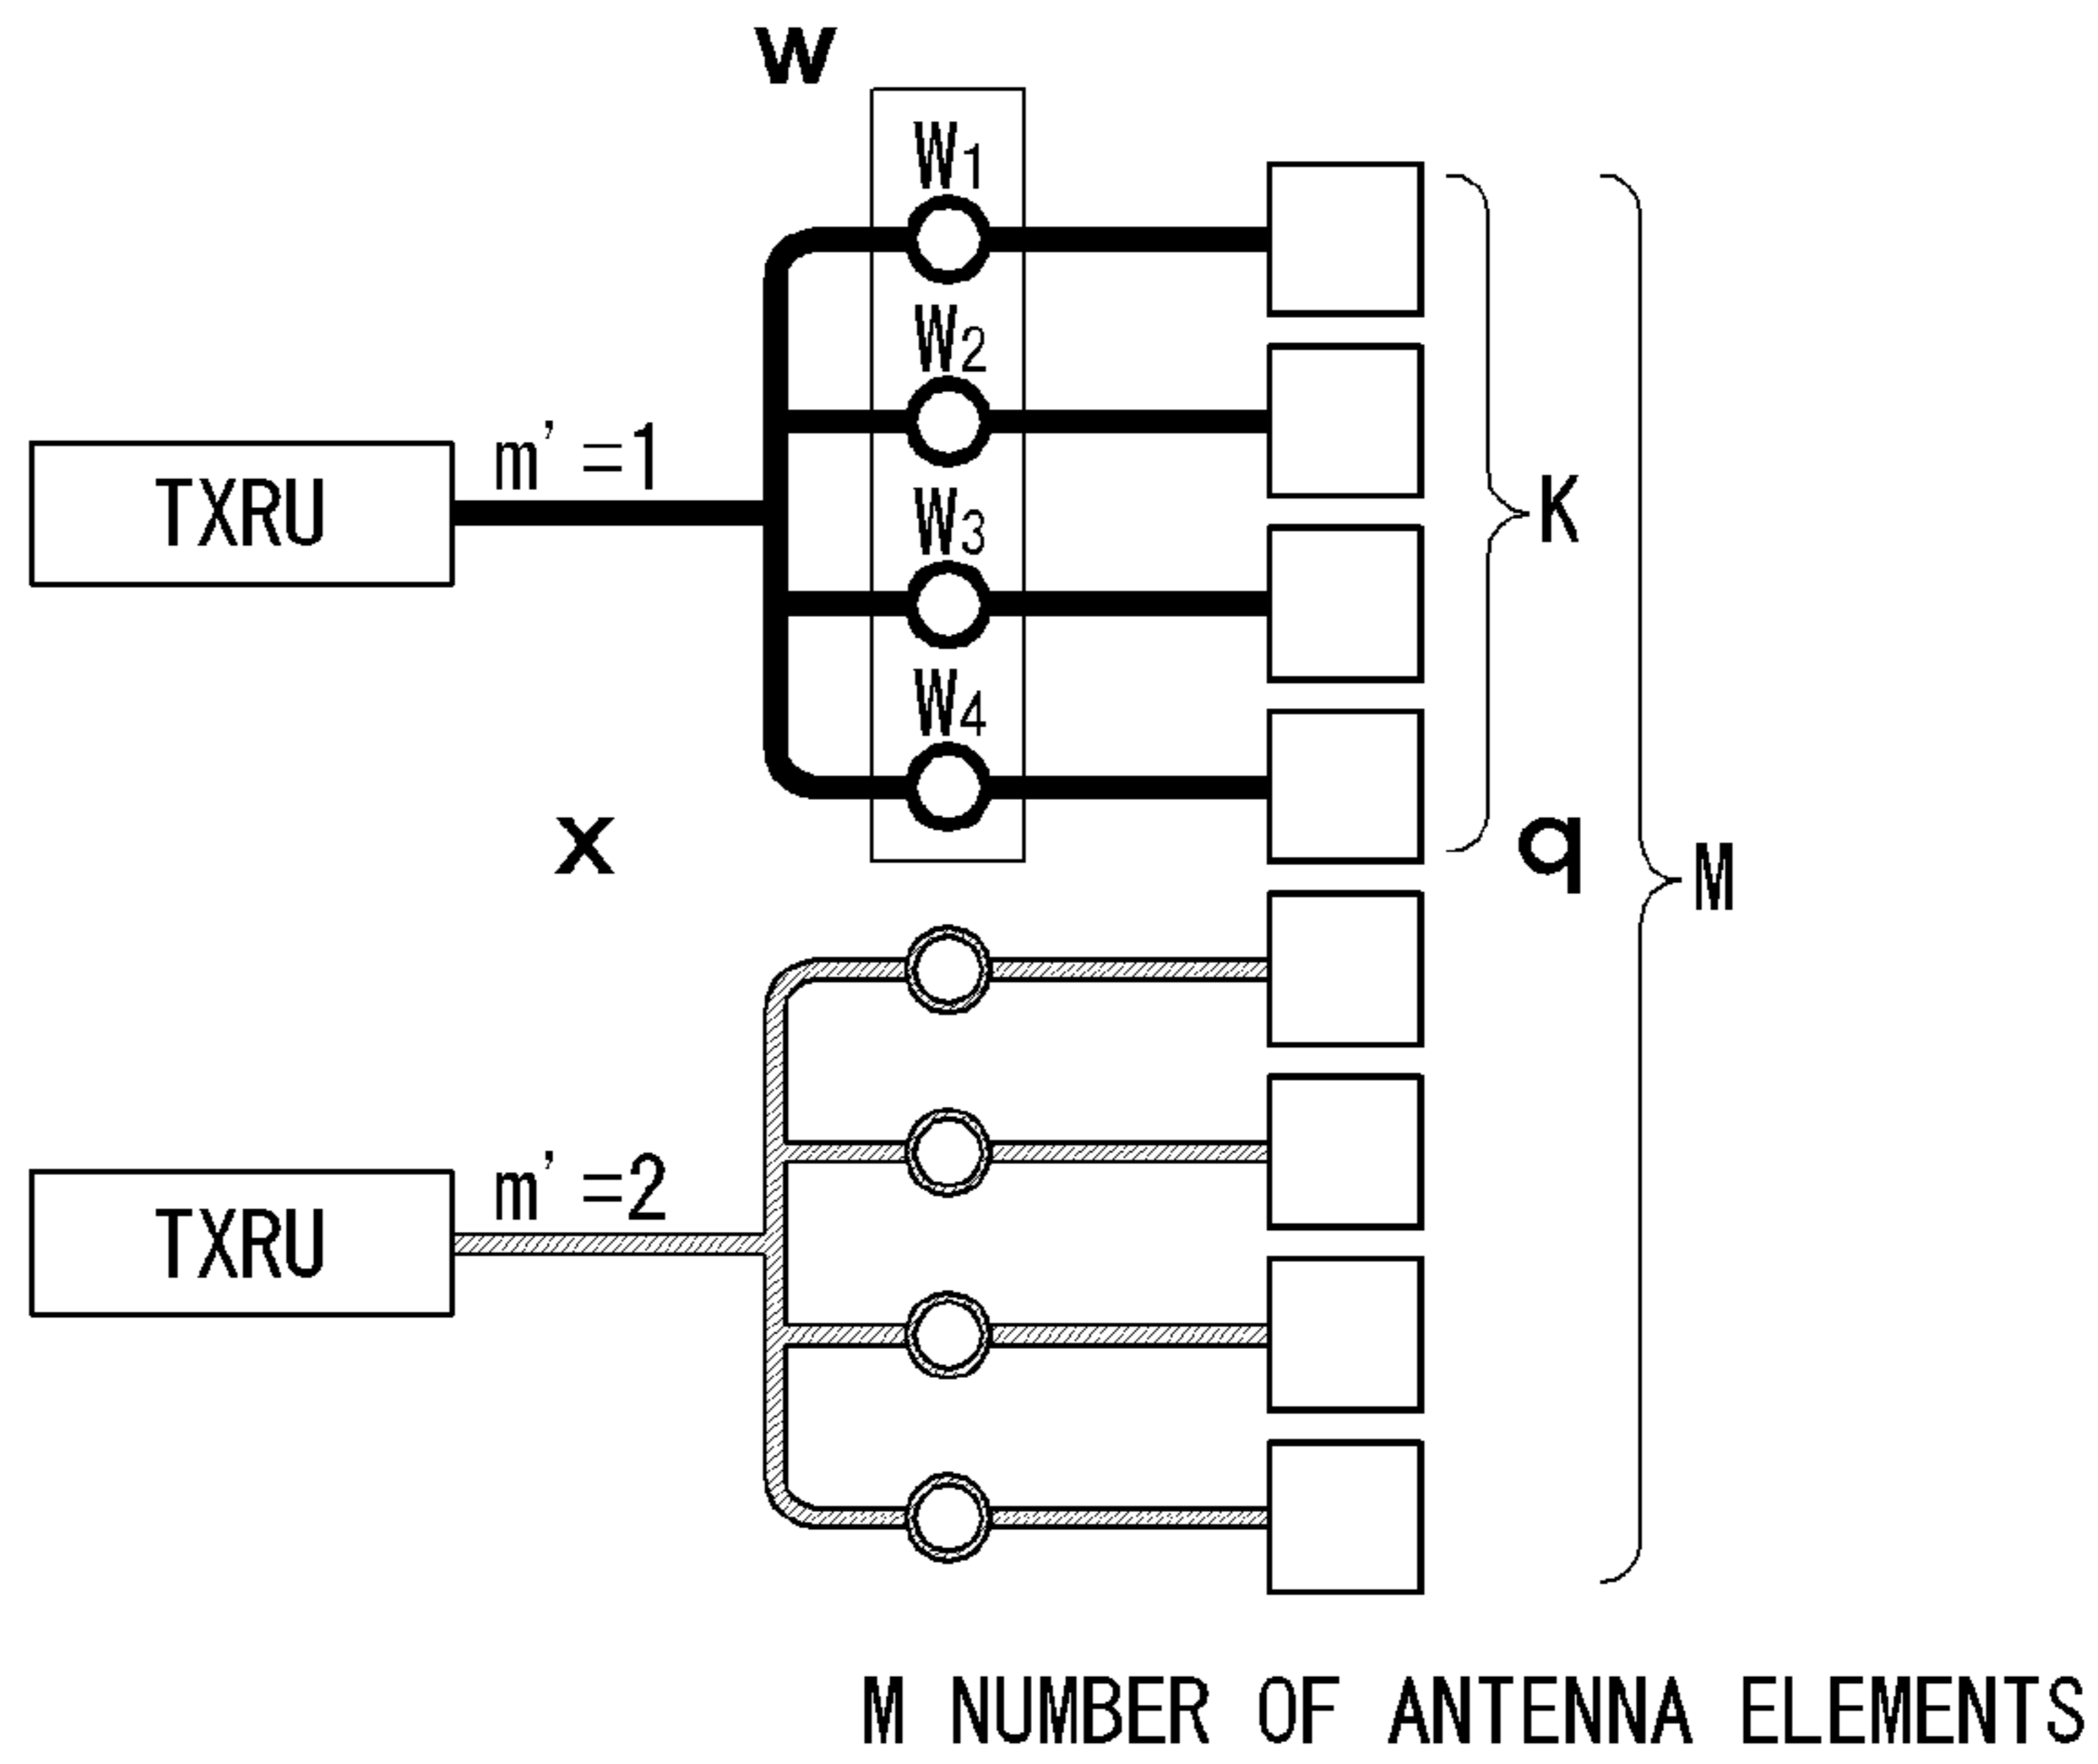 w
W1
W2
m'=1
TXRU
K
W3
W4
x
q
M
m'=2
TXRU
M NUMBER OF ANTENNA ELEMENTS